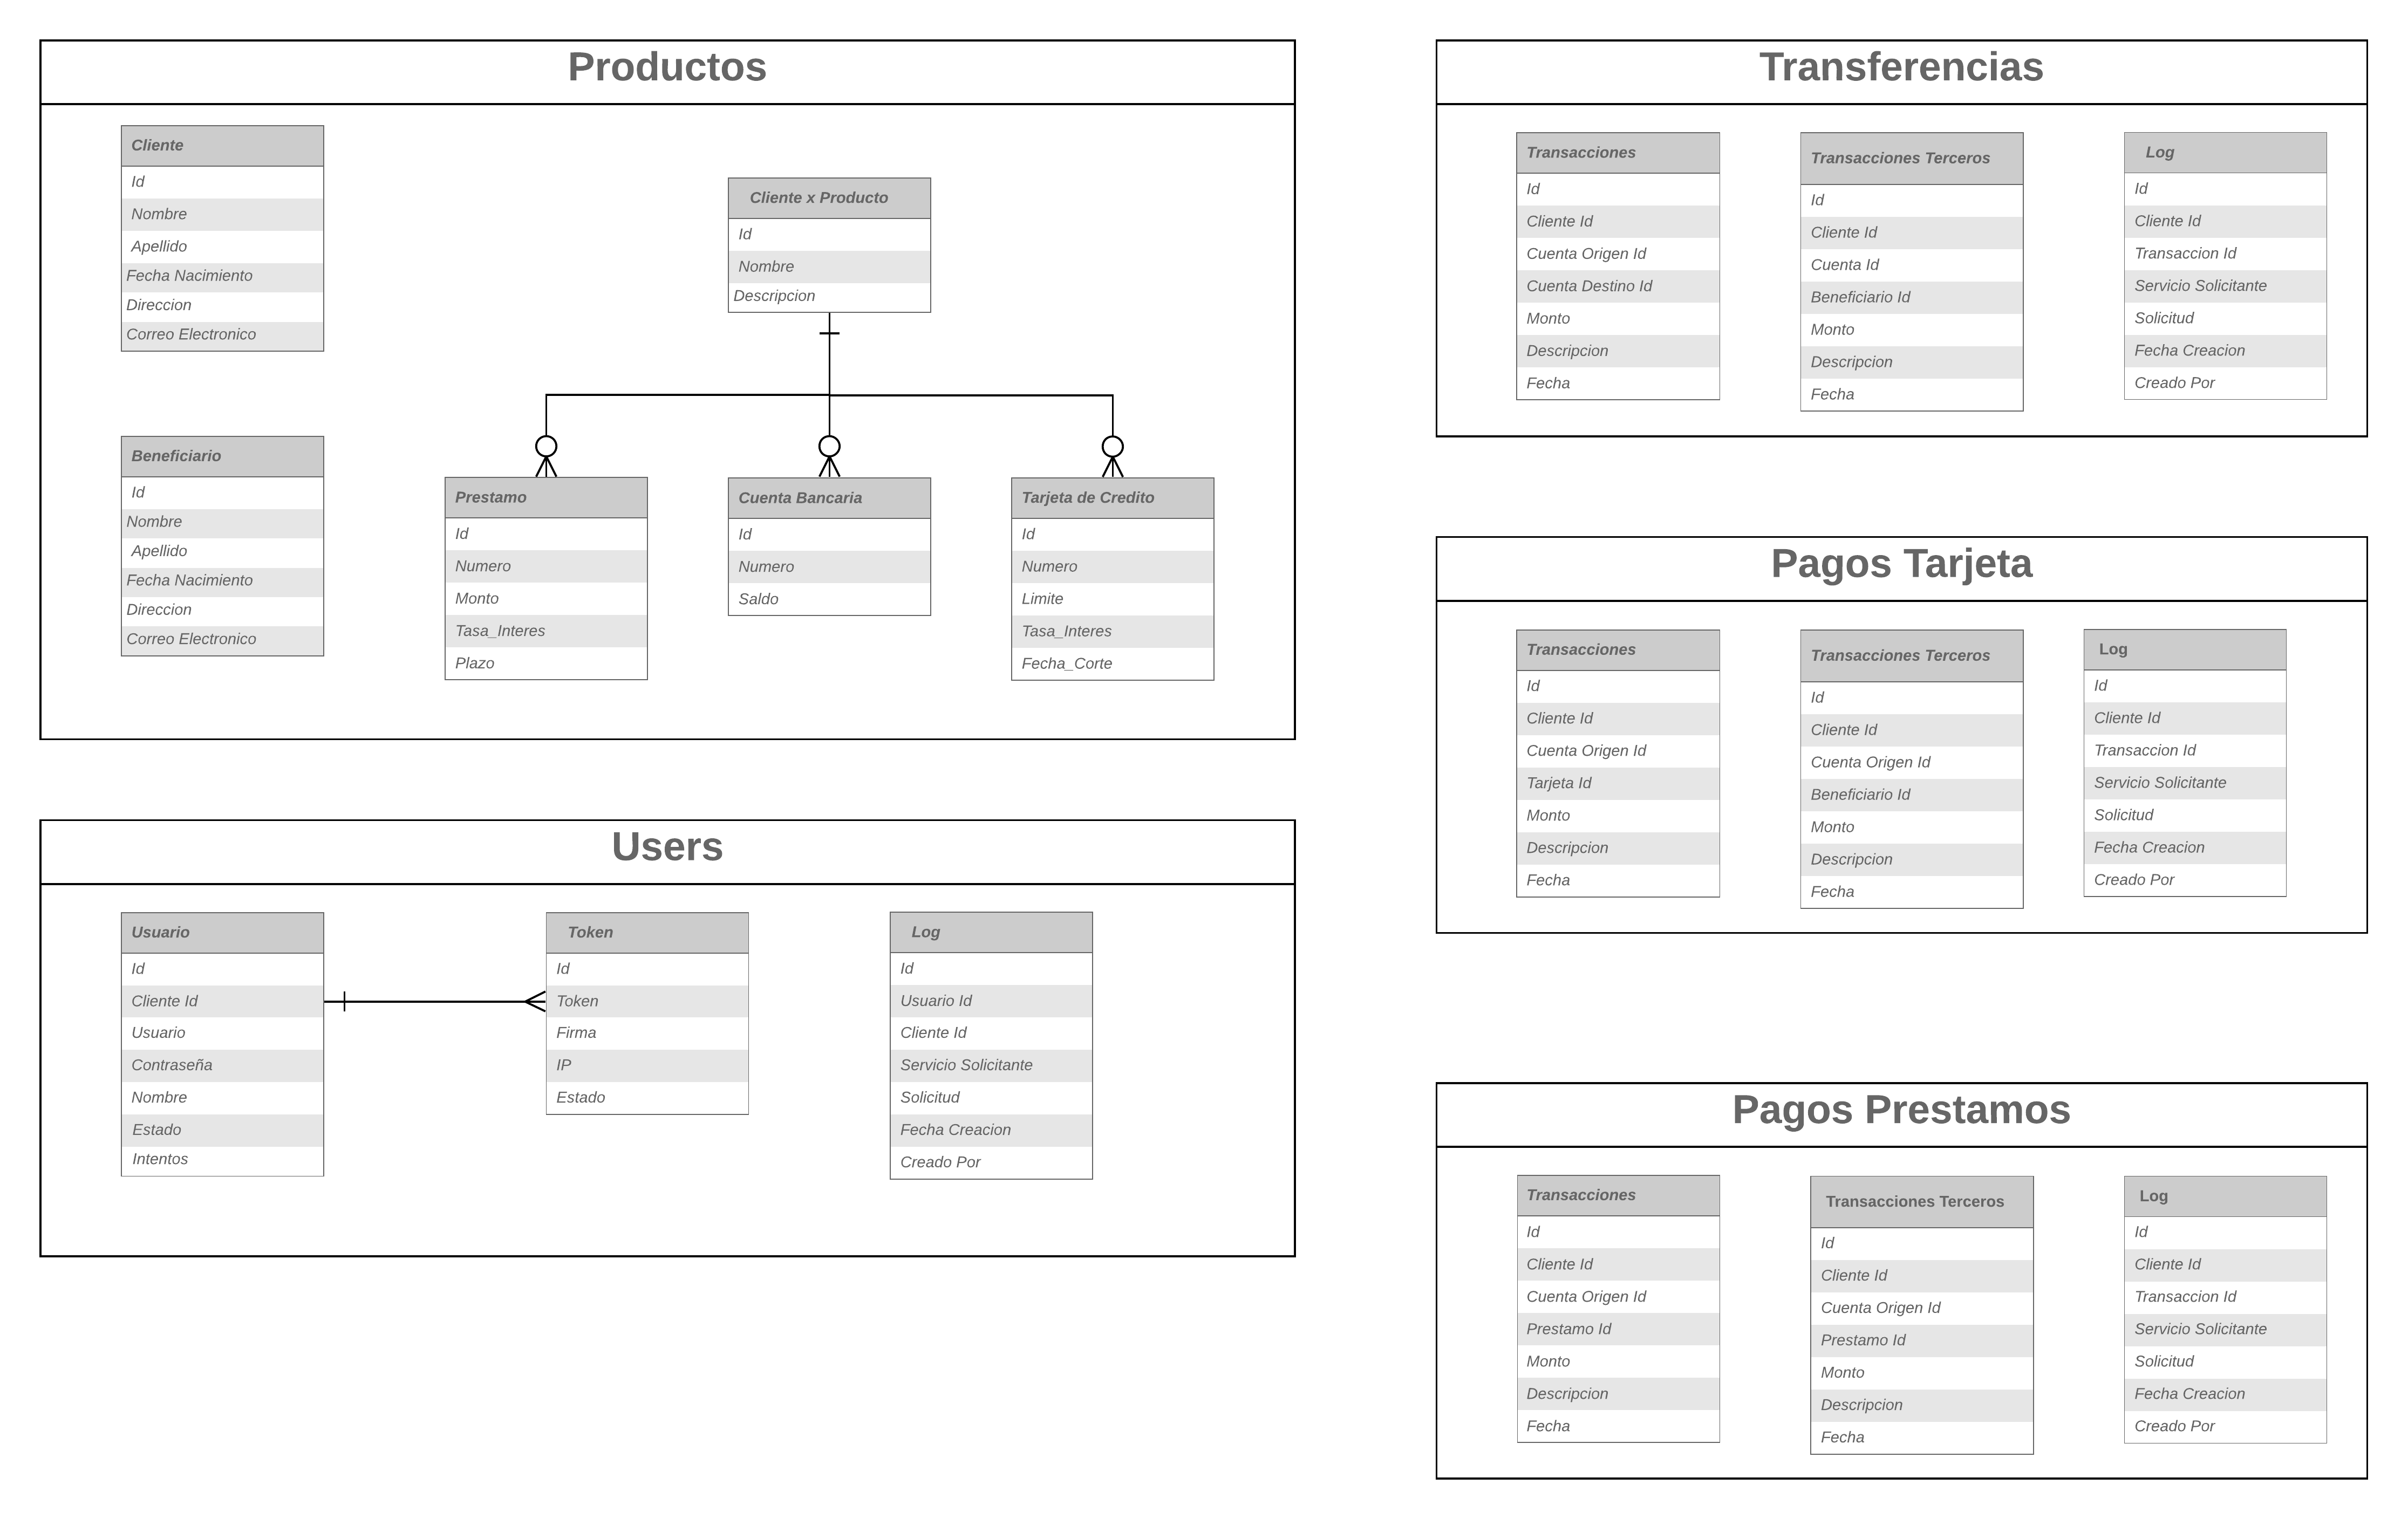 Productos
Cliente
Id
Nombre
Apellido
Fecha Nacimiento
Direccion
Correo Electronico
Cliente x Producto
Id
Nombre
Descripcion
Beneficiario
Id
Nombre
Apellido
Fecha Nacimiento
Direccion
Correo Electronico
Prestamo
Id
Numero
Monto
Tasa_Interes
Plazo
Cuenta Bancaria
Id
Numero
Saldo
Tarjeta de Credito
Id
Numero
Limite
Tasa_Interes
Fecha_Corte
Users
Usuario
Id
Cliente Id
Usuario
Contraseña
Nombre
Estado
Intentos
Token
Id
Token
Firma
IP
Estado
Log
Id
Usuario Id
Cliente Id
Servicio Solicitante
Solicitud
Fecha Creacion
Creado Por
Transferencias
Transacciones
Id
Cliente Id
Cuenta Origen Id
Cuenta Destino Id
Monto
Descripcion
Fecha
Transacciones Terceros
Id
Cliente Id
Cuenta Id
Beneficiario Id
Monto
Descripcion
Fecha
Log
Id
Cliente Id
Transaccion Id
Servicio Solicitante
Solicitud
Fecha Creacion
Creado Por
Pagos Tarjeta
Transacciones
Id
Cliente Id
Cuenta Origen Id
Tarjeta Id
Monto
Descripcion
Fecha
Transacciones Terceros
Id
Cliente Id
Cuenta Origen Id
Beneficiario Id
Monto
Descripcion
Fecha
Log
Id
Cliente Id
Transaccion Id
Servicio Solicitante
Solicitud
Fecha Creacion
Creado Por
Pagos Prestamos
Transacciones
Id
Cliente Id
Cuenta Origen Id
Prestamo Id
Monto
Descripcion
Fecha
Transacciones Terceros
Id
Cliente Id
Cuenta Origen Id
Prestamo Id
Monto
Descripcion
Fecha
Log
Id
Cliente Id
Transaccion Id
Servicio Solicitante
Solicitud
Fecha Creacion
Creado Por